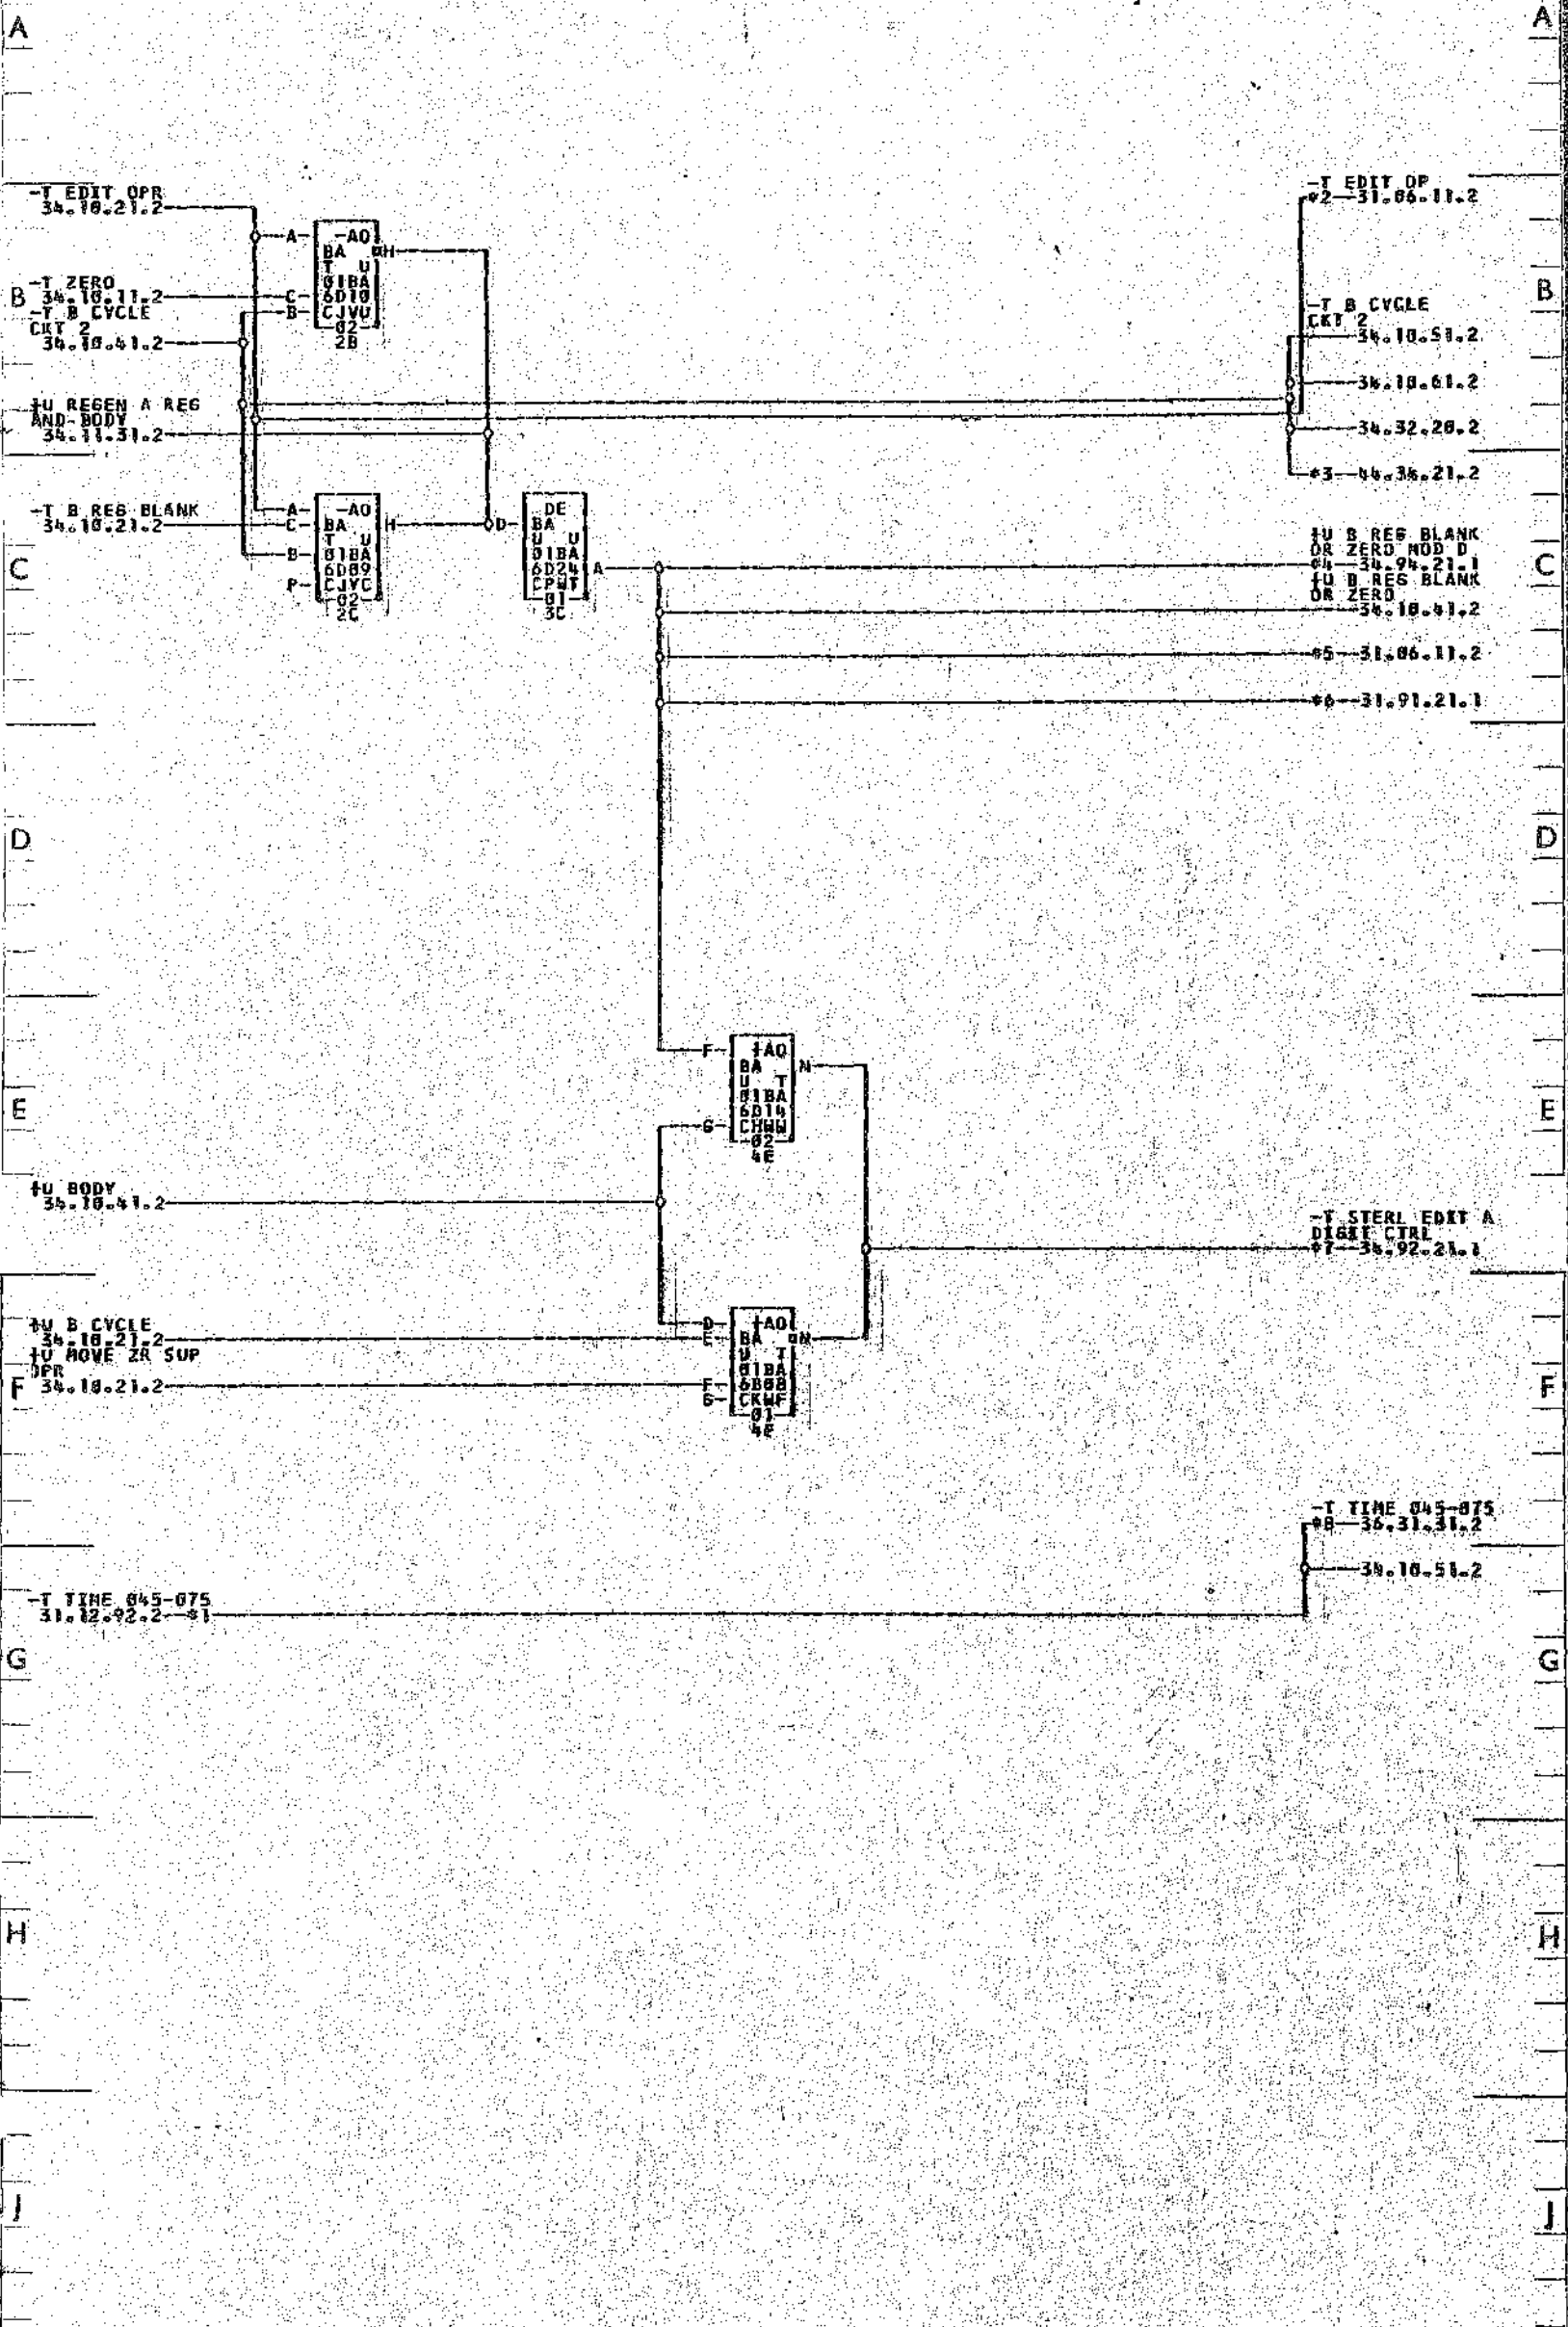 A
A
-T EDIT OPR
34.10.21.2
-T EDIT OP
*2 31.06.11.2
A -AO
BA H
T U
01BA
-T ZERO
B 34.10.11.2 C 6D10 B
-T B CYCLE B CJVU
CKT 2 02
34.10.41.2 2B
-T B CYCLE
CKT 2
34.10.51.2
34.10.61.2
+U REGEN A REG
AND BODY
34.11.31.2
34.32.20.2
*3 44.36.21.2
-T B REG BLANK
34.10.21.2
A -AO
C BA H
T U
B 01BA
6D09
P CJVC
02
2C
DE
D BA
U U
01BA
6D24 A
CPWT
01
3C
C
C
+U B REG BLANK
OR ZERO MOD D
*4 34.94.21.1
+U B REG BLANK
OR ZERO
34.10.41.2
*5 31.06.11.2
*6 31.91.21.1
D
D
F +AO
BA N
U T
01BA
6D14
G CHWW
02
4E
E
E
+U BODY
34.10.41.2
-T STERL EDIT A
DIGIT CTRL
*7 34.92.21.1
+U B CYCLE
34.10.21.2
+U MOVE ZR SUP
OPR
F 34.10.21.2
D +AO
E BA N
U T
01BA
F
G CKWF
01
4F
F
-T TIME 045-075
*8 36.31.31.2
34.10.51.2
-T TIME 045-075
31.12.92.2 *1
G
G
H
H
J
J